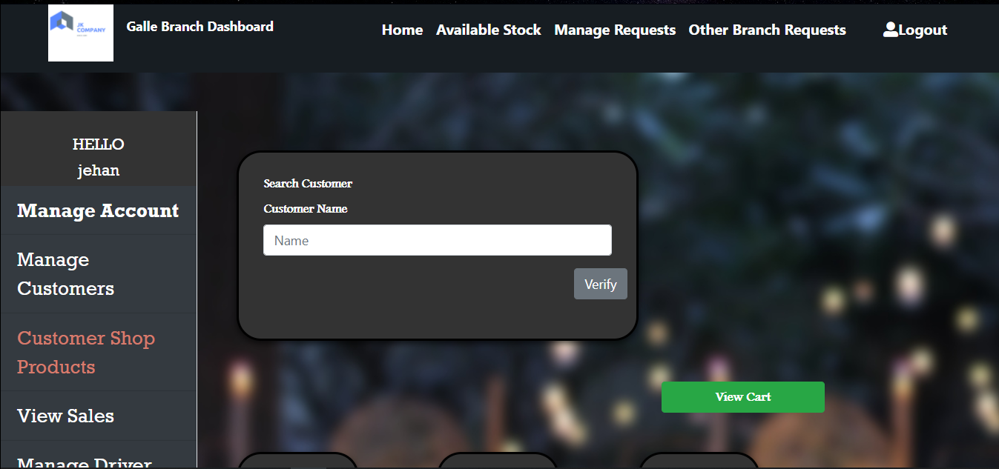 JK
COMPANY
Galle Branch Dashboard
Home Available Stock Manage Requests Other Branch Requests Logout
HELLO
jehan
Manage Account
Manage
Customers
Customer Shop
Products
View Sales
Manage Driver
Search Customer
Customer Name
Name
Verify
View Cart